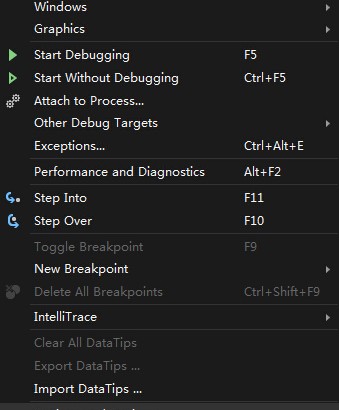 Windows
Graphics
Start Debugging F5
Start Without Debugging Ctrl+F5
Attach to Process...
Other Debug Targets
Exceptions... Ctrl+Alt+E
Performance and Diagnostics Alt+F2
Step Into F11
Step Over F10
Toggle Breakpoint F9
New Breakpoint
Delete All Breakpoints Ctrl+Shift+F9
IntelliTrace
Clear All DataTips
Export DataTips ...
Import DataTips ...